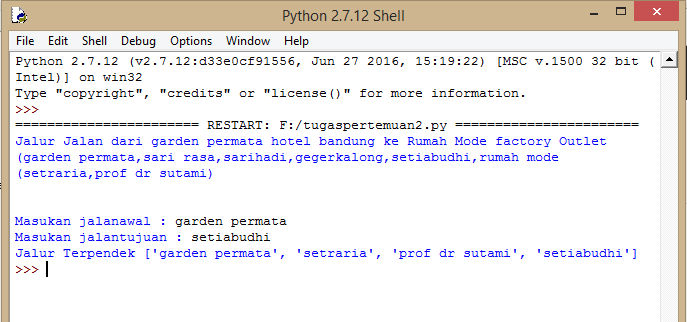 Python 2.7.12 Shell
File Edit Shell Debug Options Window Help
Python 2.7.12 (v2.7.12:d33e0cf91556, Jun 27 2016, 15:19:22) [MSC v.1500 32 bit (
Intel)] on win32
Type "copyright", "credits" or "license()" for more information.
>>>
======================= RESTART: F:/tugaspertemuan2.py =======================
Jalur Jalan dari garden permata hotel bandung ke Rumah Mode factory Outlet
(garden permata,sari rasa,sarihadi,gegerkalong,setiabudhi,rumah mode
(setraria,prof dr sutami)
Masukan jalanawal : garden permata
Masukan jalantujuan : setiabudhi
Jalur Terpendek ['garden permata', 'setraria', 'prof dr sutami', 'setiabudhi']
>>>